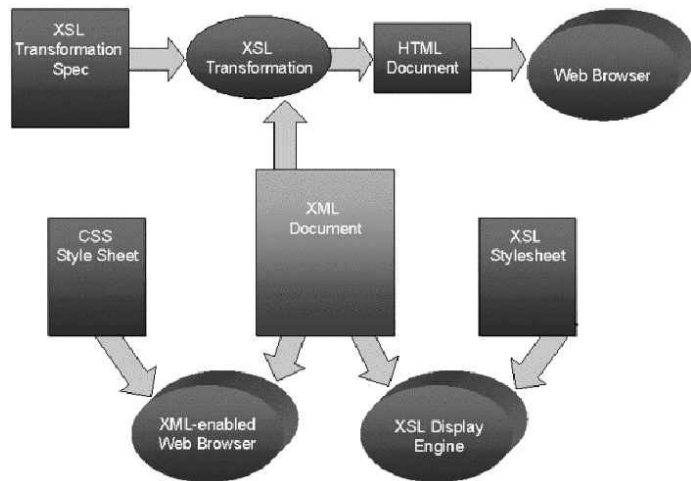 XSL
Transformation
Spec
XSL
Transformation
HTML
Document
Web Browser
XML
Document
CSS
Style Sheet
XSL
Stylesheet
XML-enabled
Web Browser
XSL Display
Engine